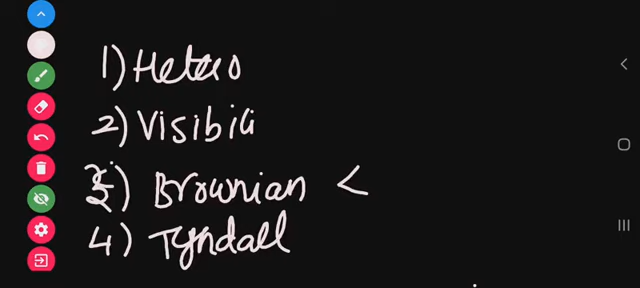 1) Hetero
2) Visibili
3) Brownian <
4) Tyndall